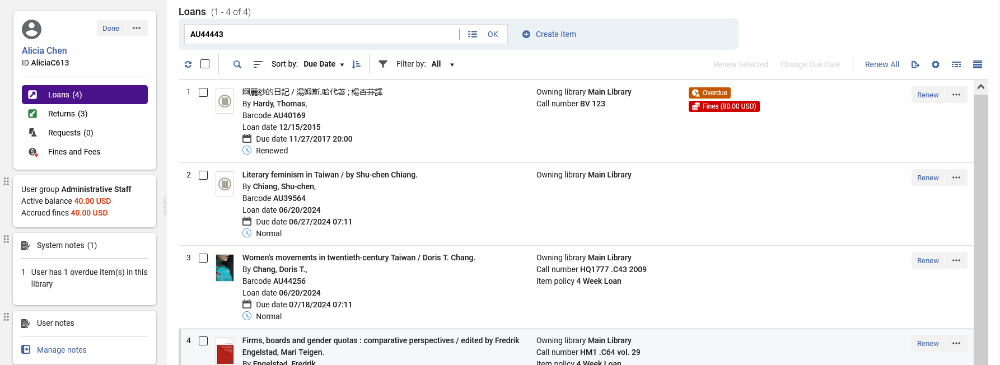 Done
Alicia Chen
ID AliciaC613
Loans (4)
Returns (3)
Requests (0)
Fines and Fees
User group Administrative Staff
Active balance 40.00 USD
Accrued fines 40.00 USD
System notes (1)
1 User has 1 overdue item(s) in this
library
User notes
Manage notes
Loans (1 - 4 of 4)
AU44443 OK Create Item
Sort by: Due Date Filter by: All Renew Selected Change Due Date Renew All
1 婀麗紗的日記 / 湯姆斯.哈代著 ; 楊杏芬譯
By Hardy, Thomas,
Barcode AU40169
Loan date 12/15/2015
Due date 11/27/2017 20:00
Renewed
Owning library Main Library
Call number BV 123
Overdue
Fines (80.00 USD)
Renew
2 Literary feminism in Taiwan / by Shu-chen Chiang.
By Chiang, Shu-chen,
Barcode AU39564
Loan date 06/20/2024
Due date 06/27/2024 07:11
Normal
Owning library Main Library
Renew
3 Women's movements in twentieth-century Taiwan / Doris T. Chang.
By Chang, Doris T.,
Barcode AU44256
Loan date 06/20/2024
Due date 07/18/2024 07:11
Normal
Owning library Main Library
Call number HQ1777 .C43 2009
Item policy 4 Week Loan
Renew
4 Firms, boards and gender quotas : comparative perspectives / edited by Fredrik
Engelstad, Mari Teigen.
By Engelstad, Fredrik
Owning library Main Library
Call number HM1 .C64 vol. 29
Item policy 4 Week Loan
Renew